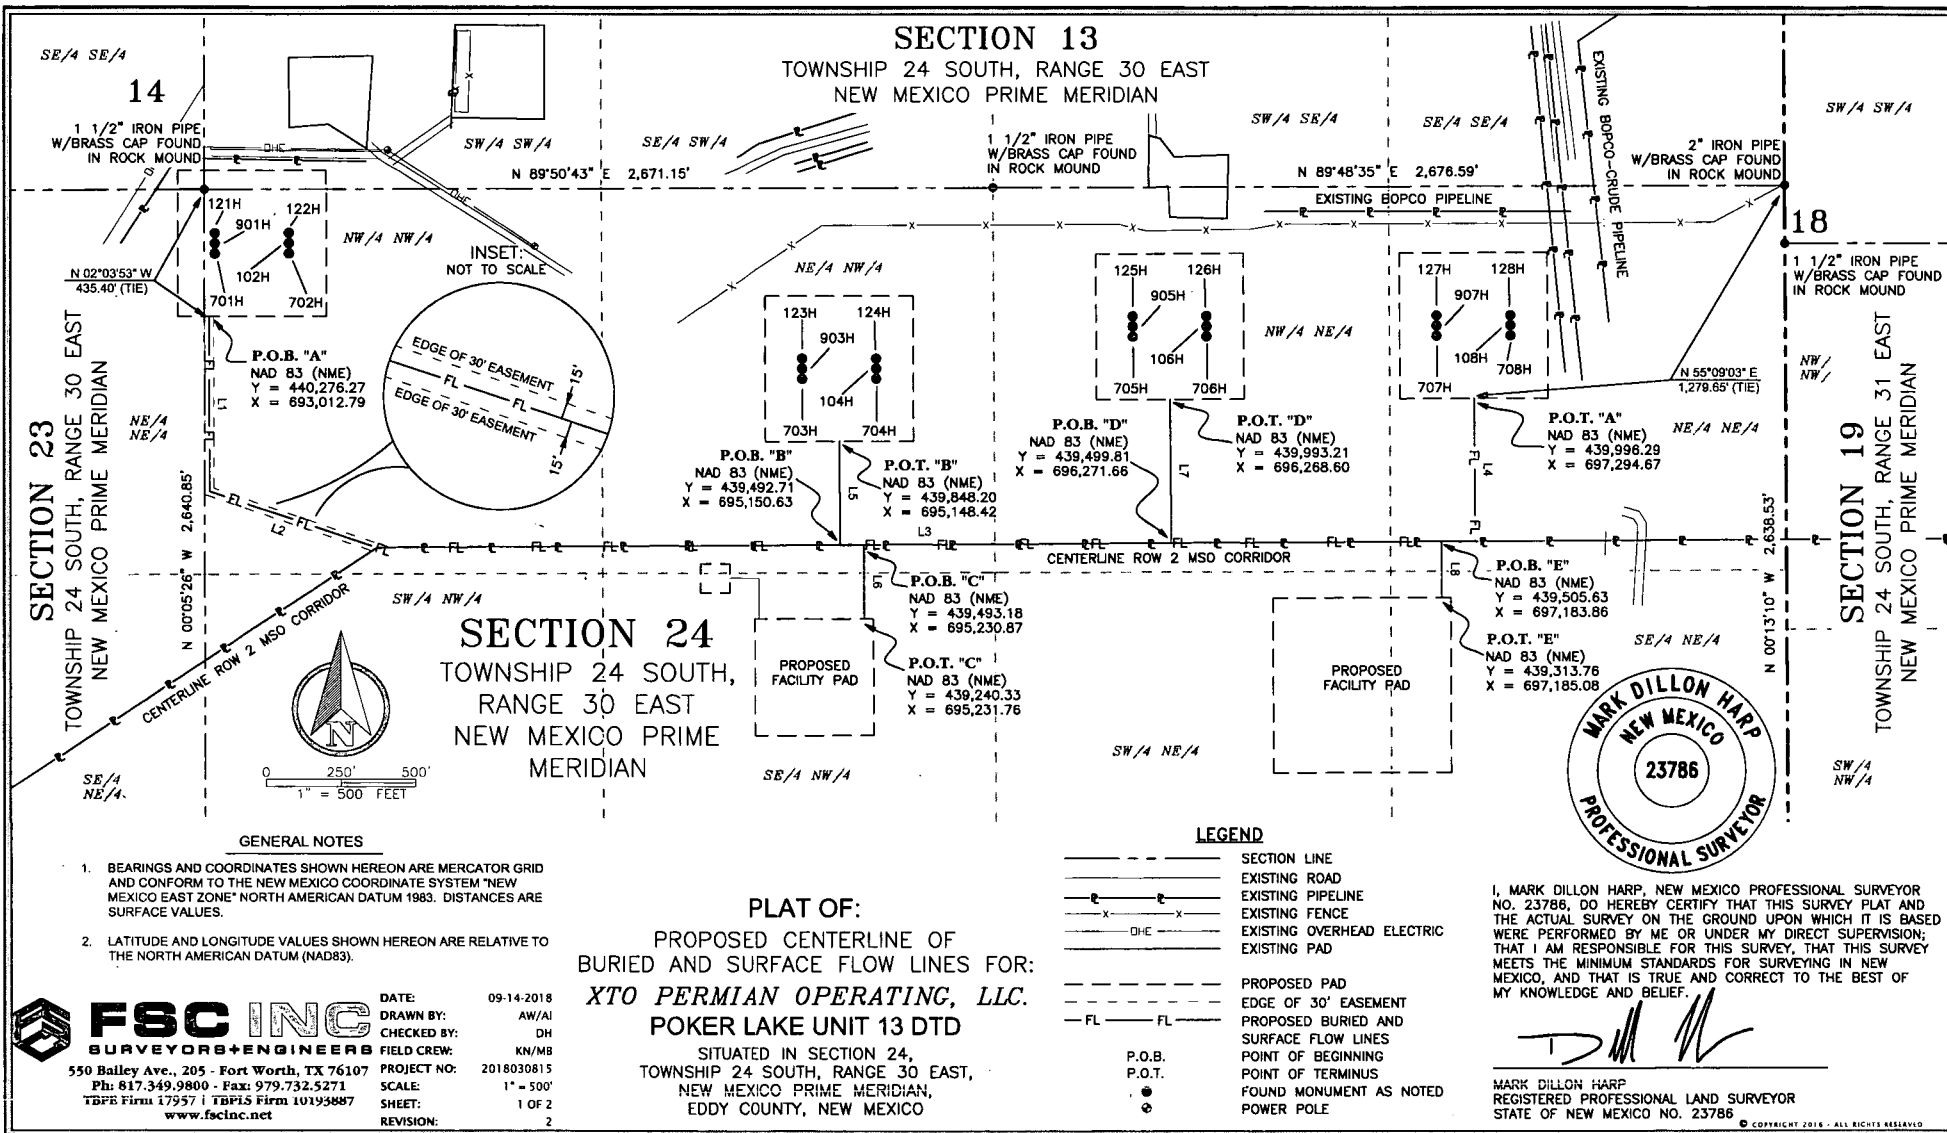 SECTION 13
TOWNSHIP 24 SOUTH, RANGE 30 EAST
NEW MEXICO PRIME MERIDIAN
SE/4 SE/4
14
1 1/2" IRON PIPE
W/BRASS CAP FOUND
IN ROCK MOUND
OHE
X
SW/4 SW/4
SE/4 SW/4
1 1/2" IRON PIPE
W/BRASS CAP FOUND
IN ROCK MOUND
SW/4 SE/4
SE/4 SE/4
EXISTING BOPCO-CRUDE PIPELINE
2" IRON PIPE
W/BRASS CAP FOUND
IN ROCK MOUND
SW/4 SW/4
N 89°50'43" E 2,671.15'
N 89°48'35" E 2,676.59'
EXISTING BOPCO PIPELINE
OHE
18
1 1/2" IRON PIPE
W/BRASS CAP FOUND
IN ROCK MOUND
121H
122H
901H
102H
701H
702H
NW/4 NW/4
N 02°03'53" W
435.40' (TIE)
INSET:
NOT TO SCALE
EDGE OF 30' EASEMENT
FL
FL
EDGE OF 30' EASEMENT
15'
15'
NE/4 NW/4
123H
124H
903H
104H
703H
704H
125H
126H
905H
106H
705H
706H
NW/4 NE/4
127H
128H
907H
108H
708H
707H
N 55°09'03" E
1,279.65' (TIE)
NW/
NW/
P.O.B. "A"
NAD 83 (NME)
Y = 440,276.27
X = 693,012.79
L1
NE/4
NE/4
SECTION 23
TOWNSHIP 24 SOUTH, RANGE 30 EAST
NEW MEXICO PRIME MERIDIAN
N 00°05'26" W 2,640.85'
P.O.B. "B"
NAD 83 (NME)
Y = 439,492.71
X = 695,150.63
L5
P.O.T. "B"
NAD 83 (NME)
Y = 439,848.20
X = 695,148.42
P.O.B. "D"
NAD 83 (NME)
Y = 439,499.81
X = 696,271.66
L7
P.O.T. "D"
NAD 83 (NME)
Y = 439,993.21
X = 696,268.60
P.O.T. "A"
NAD 83 (NME)
Y = 439,996.29
X = 697,294.67
FL
L4
FL
NE/4 NE/4
N 00°13'10" W 2,638.53'
SECTION 19
TOWNSHIP 24 SOUTH, RANGE 31 EAST
NEW MEXICO PRIME MERIDIAN
FL
FL
L2
L3
CENTERLINE ROW 2 MSO CORRIDOR
CENTERLINE ROW 2 MSO CORRIDOR
SW/4 NW/4
L6
P.O.B. "C"
NAD 83 (NME)
Y = 439,493.18
X = 695,230.87
P.O.T. "C"
NAD 83 (NME)
Y = 439,240.33
X = 695,231.76
L8
P.O.B. "E"
NAD 83 (NME)
Y = 439,505.63
X = 697,183.86
P.O.T. "E"
NAD 83 (NME)
Y = 439,313.76
X = 697,185.08
SE/4 NE/4
SECTION 24
TOWNSHIP 24 SOUTH,
RANGE 30 EAST
NEW MEXICO PRIME
MERIDIAN
PROPOSED
FACILITY PAD
PROPOSED
FACILITY PAD
N
0 250' 500'
1" = 500 FEET
SE/4
NE/4
SE/4 NW/4
SW/4 NE/4
SW/4
NW/4
MARK DILLON HARP
NEW MEXICO
23786
PROFESSIONAL SURVEYOR
GENERAL NOTES
1. BEARINGS AND COORDINATES SHOWN HEREON ARE MERCATOR GRID
AND CONFORM TO THE NEW MEXICO COORDINATE SYSTEM "NEW
MEXICO EAST ZONE" NORTH AMERICAN DATUM 1983. DISTANCES ARE
SURFACE VALUES.
2. LATITUDE AND LONGITUDE VALUES SHOWN HEREON ARE RELATIVE TO
THE NORTH AMERICAN DATUM (NAD83).
FSC INC
SURVEYORS+ENGINEERS
550 Bailey Ave., 205 - Fort Worth, TX 76107
Ph: 817.349.9800 - Fax: 979.732.5271
TBPE Firm 17957 | TBPLS Firm 10193887
www.fscinc.net
DATE: 09-14-2018
DRAWN BY: AW/AI
CHECKED BY: DH
FIELD CREW: KN/MB
PROJECT NO: 2018030815
SCALE: 1" = 500'
SHEET: 1 OF 2
REVISION: 2
PLAT OF:
PROPOSED CENTERLINE OF
BURIED AND SURFACE FLOW LINES FOR:
XTO PERMIAN OPERATING, LLC.
POKER LAKE UNIT 13 DTD
SITUATED IN SECTION 24,
TOWNSHIP 24 SOUTH, RANGE 30 EAST,
NEW MEXICO PRIME MERIDIAN,
EDDY COUNTY, NEW MEXICO
LEGEND
SECTION LINE
EXISTING ROAD
EXISTING PIPELINE
X X EXISTING FENCE
OHE EXISTING OVERHEAD ELECTRIC
EXISTING PAD
PROPOSED PAD
EDGE OF 30' EASEMENT
FL FL PROPOSED BURIED AND
SURFACE FLOW LINES
P.O.B. POINT OF BEGINNING
P.O.T. POINT OF TERMINUS
FOUND MONUMENT AS NOTED
POWER POLE
I, MARK DILLON HARP, NEW MEXICO PROFESSIONAL SURVEYOR
NO. 23786, DO HEREBY CERTIFY THAT THIS SURVEY PLAT AND
THE ACTUAL SURVEY ON THE GROUND UPON WHICH IT IS BASED
WERE PERFORMED BY ME OR UNDER MY DIRECT SUPERVISION;
THAT I AM RESPONSIBLE FOR THIS SURVEY, THAT THIS SURVEY
MEETS THE MINIMUM STANDARDS FOR SURVEYING IN NEW
MEXICO, AND THAT IS TRUE AND CORRECT TO THE BEST OF
MY KNOWLEDGE AND BELIEF.
MARK DILLON HARP
REGISTERED PROFESSIONAL LAND SURVEYOR
STATE OF NEW MEXICO NO. 23786
© COPYRIGHT 2016 - ALL RIGHTS RESERVED